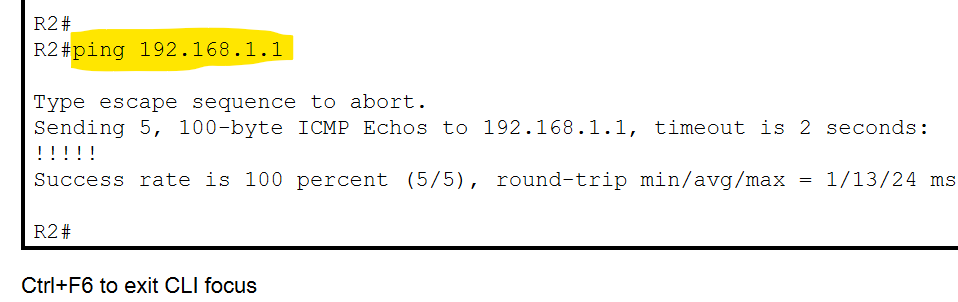 R2#
R2#ping 192.168.1.1
Type escape sequence to abort.
Sending 5, 100-byte ICMP Echos to 192.168.1.1, timeout is 2 seconds:
!!!!!
Success rate is 100 percent (5/5), round-trip min/avg/max = 1/13/24 ms
R2#
Ctrl+F6 to exit CLI focus